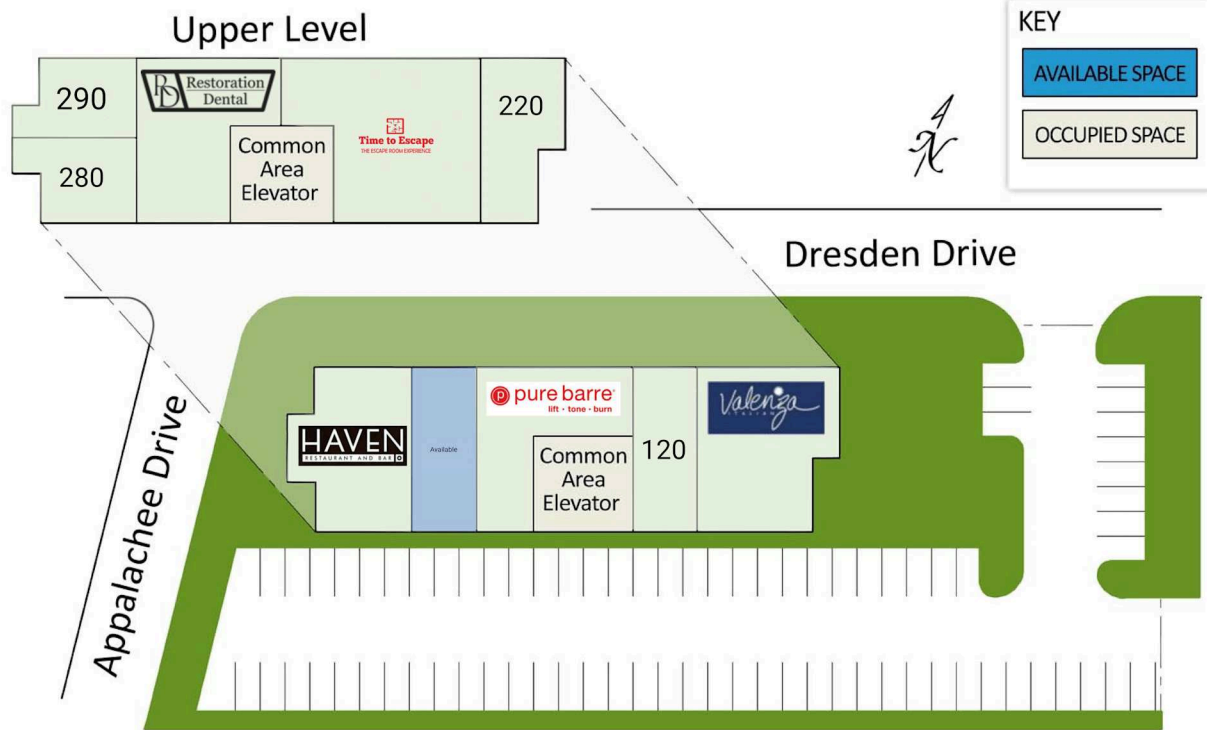 Upper Level
KEY
AVAILABLE SPACE
OCCUPIED SPACE
290
RD Restoration
Dental
220
Time to Escape
THE ESCAPE ROOM EXPERIENCE
Common
Area
Elevator
280
N
Dresden Drive
Appalachee Drive
HAVEN
RESTAURANT AND BAR
Available
p pure barre
lift • tone • burn
Common
Area
Elevator
120
Valenza
ITALIAN